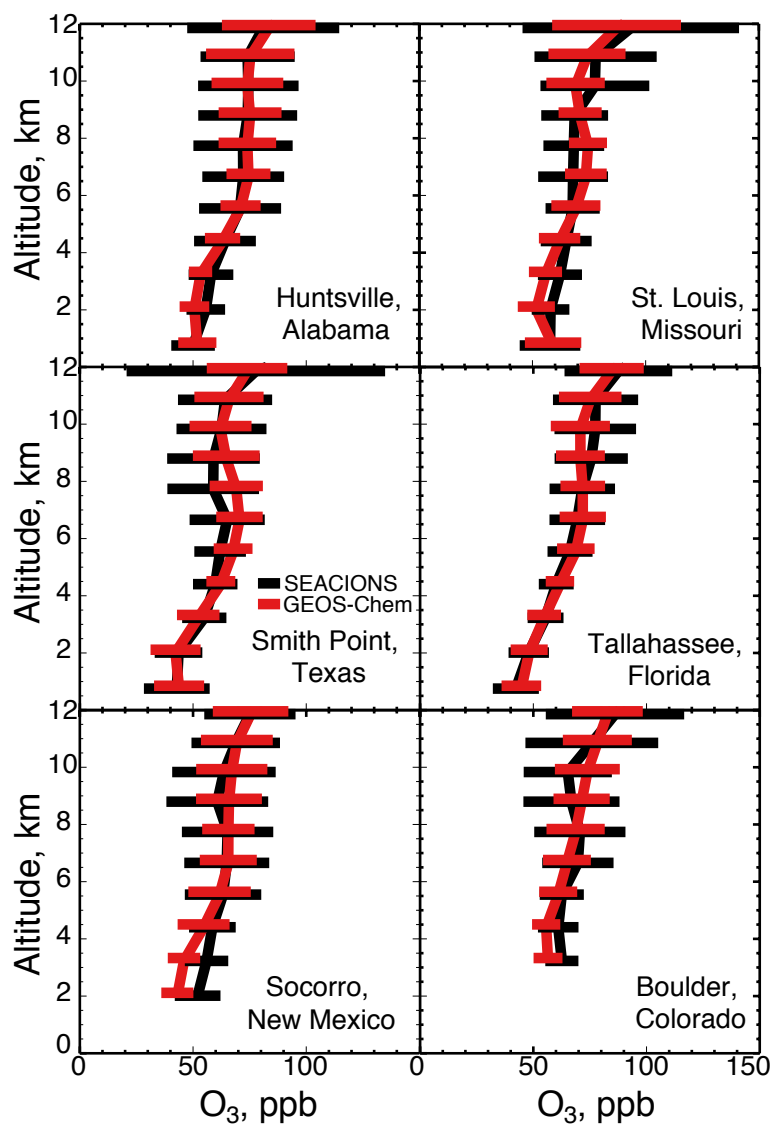 12
10
8
6
4
2
Altitude, km
Huntsville,
Alabama
St. Louis,
Missouri
12
10
8
6
4
2
Altitude, km
SEACIONS
GEOS-Chem
Smith Point,
Texas
Tallahassee,
Florida
12
10
8
6
4
2
0
Altitude, km
Socorro,
New Mexico
Boulder,
Colorado
50 100 50 100 150
O₃, ppb O₃, ppb